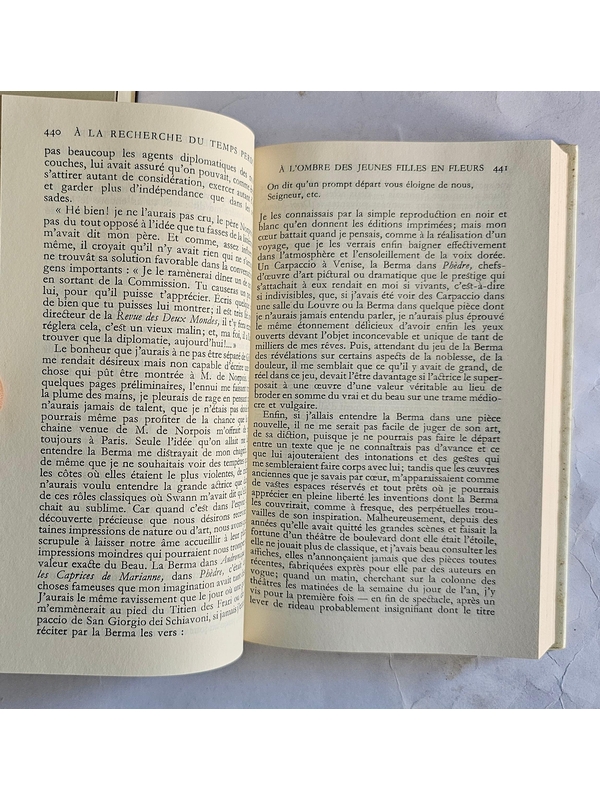 440 À LA RECHERCHE DU TEMPS
pas beaucoup les agents diplomatiques des
couches, lui avait assuré qu'on pouvait, comme
s'attirer autant de considération, exercer autant
et garder plus d'indépendance que dans les
sades.
« Hé bien! je ne l'aurais pas cru, le père
pas du tout opposé à l'idée que tu fasses de la
m'avait dit mon père. Et comme, assez
même, il croyait qu'il n'y avait rien qui ne
ne trouvât sa solution favorable dans la
gens importants : « Je le ramènerai dîner un de
en sortant de la Commission. Tu causeras un
lui, pour qu'il puisse t'apprécier. Écris
de bien que tu puisses lui montrer; il est
directeur de la Revue des Deux Mondes, il t'y
réglera cela, c'est un vieux malin; et, ma foi, il
trouver que la diplomatie, aujourd'hui!... »
Le bonheur que j'aurais à ne pas être séparé de
me rendait désireux mais non capable d'écrire
chose qui pût être montrée à M. de Norpois.
quelques pages préliminaires, l'ennui me faisant
la plume des mains, je pleurais de rage en pensant
n'aurais jamais de talent, que je n'étais pas
pourrais même pas profiter de la chance que
chaine venue de M. de Norpois m'offrait de
toujours à Paris. Seule l'idée qu'on allait me
entendre la Berma me distrayait de mon
de même que je ne souhaitais voir des tempêtes
les côtes où elles étaient le plus violentes,
n'aurais voulu entendre la grande actrice que
de ces rôles classiques où Swann m'avait dit
chait au sublime. Car quand c'est dans
découverte précieuse que nous désirons
taines impressions de nature ou d'art, nous
scrupule à laisser notre âme accueillir à
impressions moindres qui pourraient nous
valeur exacte du Beau. La Berma dans
les Caprices de Marianne, dans Phèdre, c'était
choses fameuses que mon imagination avait tant
J'aurais le même ravissement que le jour où une
m'emmènerait au pied du Titien des Frari ou
paccio de San Giorgio dei Schiavoni, si jamais
réciter par la Berma les vers :
À L'OMBRE DES JEUNES FILLES EN FLEURS 441
On dit qu'un prompt départ vous éloigne de nous,
Seigneur, etc.
Je les connaissais par la simple reproduction en noir et
blanc qu'en donnent les éditions imprimées; mais mon
cœur battait quand je pensais, comme à la réalisation d'un
voyage, que je les verrais enfin baigner effectivement
dans l'atmosphère et l'ensoleillement de la voix dorée.
Un Carpaccio à Venise, la Berma dans Phèdre, chefs-
d'œuvre d'art pictural ou dramatique que le prestige qui
s'attachait à eux rendait en moi si vivants, c'est-à-dire
si indivisibles, que, si j'avais été voir des Carpaccio dans
une salle du Louvre ou la Berma dans quelque pièce dont
je n'aurais jamais entendu parler, je n'aurais plus éprouvé
le même étonnement délicieux d'avoir enfin les yeux
ouverts devant l'objet inconcevable et unique de tant de
milliers de mes rêves. Puis, attendant du jeu de la Berma
des révélations sur certains aspects de la noblesse, de la
douleur, il me semblait que ce qu'il y avait de grand, de
réel dans ce jeu, devait l'être davantage si l'actrice le super-
posait à une œuvre d'une valeur véritable au lieu de
broder en somme du vrai et du beau sur une trame médio-
cre et vulgaire.
Enfin, si j'allais entendre la Berma dans une pièce
nouvelle, il ne me serait pas facile de juger de son art,
de sa diction, puisque je ne pourrais pas faire le départ
entre un texte que je ne connaîtrais pas d'avance et ce
que lui ajouteraient des intonations et des gestes qui
me sembleraient faire corps avec lui; tandis que les œuvres
anciennes que je savais par cœur, m'apparaissaient comme
de vastes espaces réservés et tout prêts où je pourrais
apprécier en pleine liberté les inventions dont la Berma
les couvrirait, comme à fresque, des perpétuelles trou-
vailles de son inspiration. Malheureusement, depuis des
années qu'elle avait quitté les grandes scènes et faisait la
fortune d'un théâtre de boulevard dont elle était l'étoile,
elle ne jouait plus de classique, et j'avais beau consulter les
affiches, elles n'annonçaient jamais que des pièces toutes
récentes, fabriquées exprès pour elle par des auteurs en
vogue; quand un matin, cherchant sur la colonne des
théâtres les matinées de la semaine du jour de l'an, j'y
vis pour la première fois — en fin de spectacle, après un
lever de rideau probablement insignifiant dont le titre